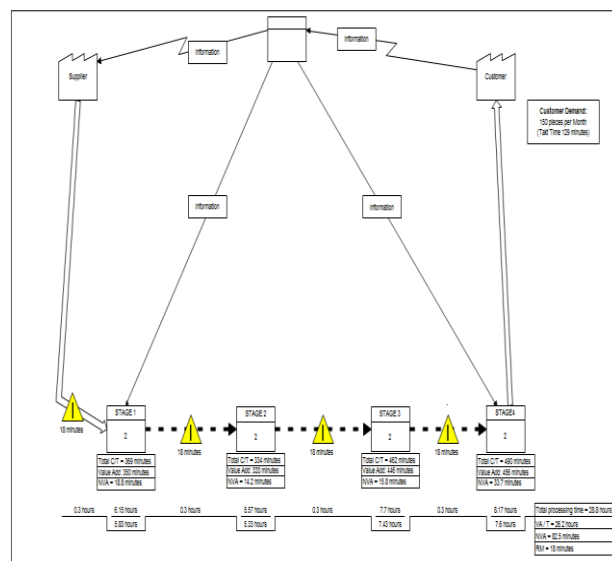 Information
Information
Supplier
Customer
Customer Demand:
150 pieces per Month
(Takt Time 129 minutes)
Information
Information
18 minutes
STAGE 1
2
Total C/T = 369 minutes
Value Add: 350 minutes
NVA = 18.8 minutes
18 minutes
STAGE 2
2
Total C/T = 334 minutes
Value Add: 320 minutes
NVA = 14.2 minutes
18 minutes
STAGE 3
2
Total C/T = 462 minutes
Value Add: 446 minutes
NVA = 15.8 minutes
18 minutes
STAGE4
2
Total C/T = 490 minutes
Value Add: 456 minutes
NVA = 33.7 minutes
0.3 hours
6.15 hours
5.83 hours
0.3 hours
5.57 hours
5.33 hours
0.3 hours
7.7 hours
7.43 hours
0.3 hours
8.17 hours
7.6 hours
Total processing time = 28.8 hours
VA / T = 26.2 hours
NVA = 82.5 minutes
RM = 18 minutes